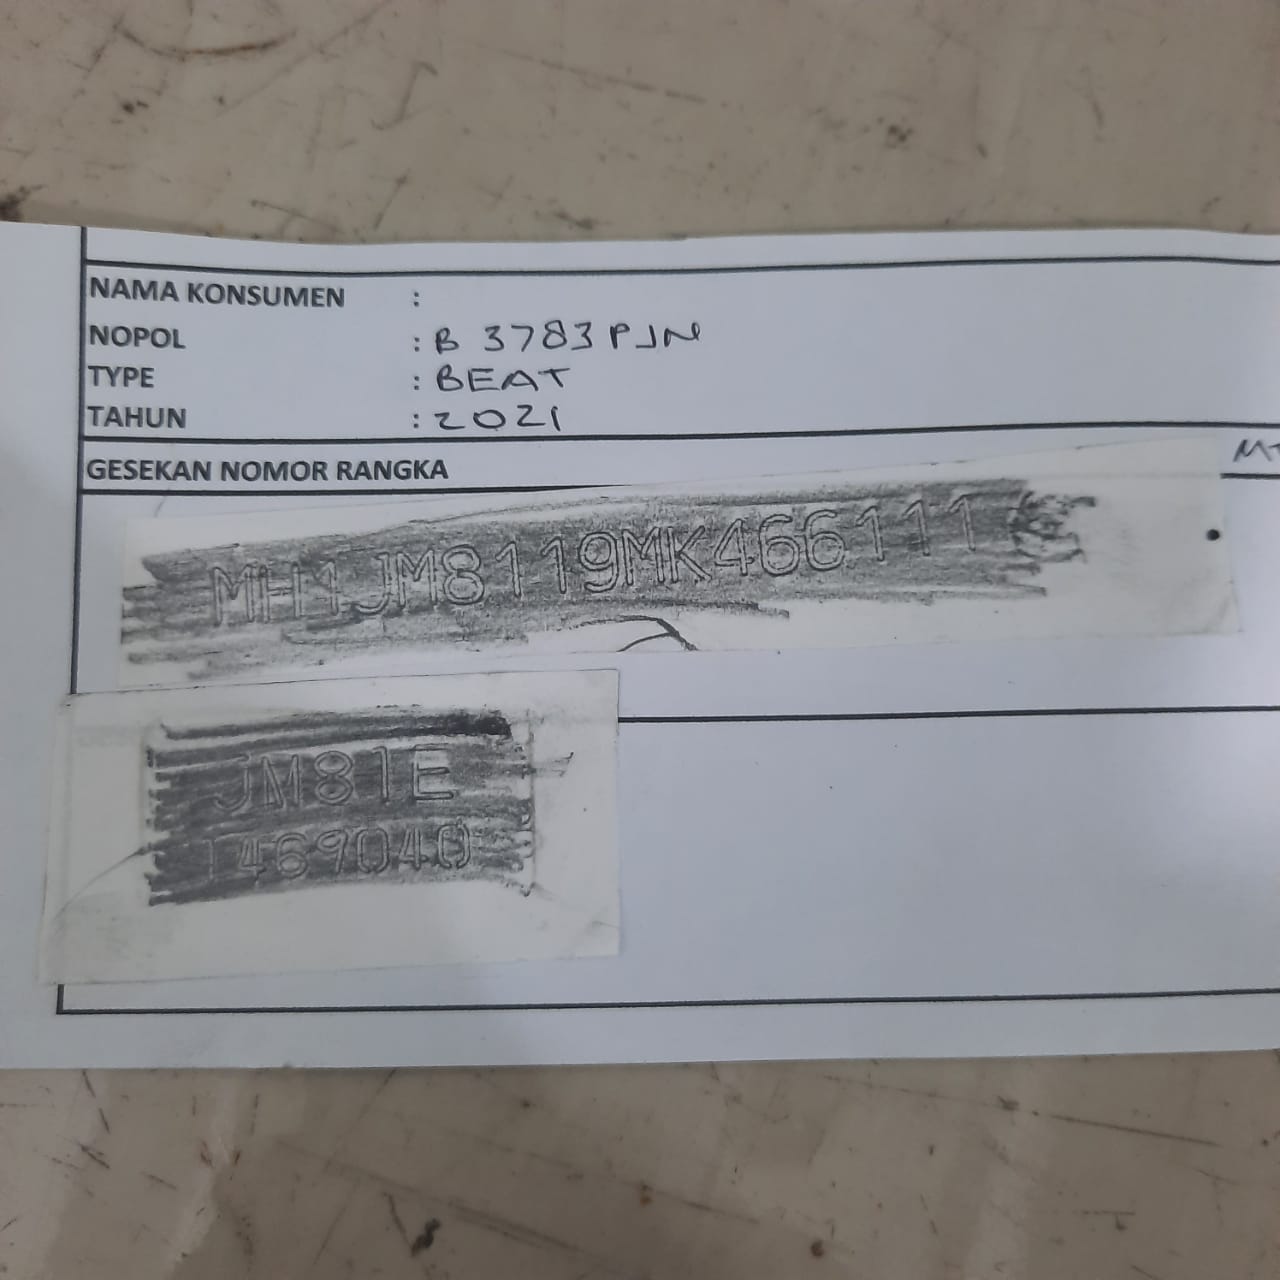 NAMA KONSUMEN :
NOPOL : B 3783 PJN
TYPE : BEAT
TAHUN : 2021
GESEKAN NOMOR RANGKA
MH1JM8119MK466111
JM81E
1469040